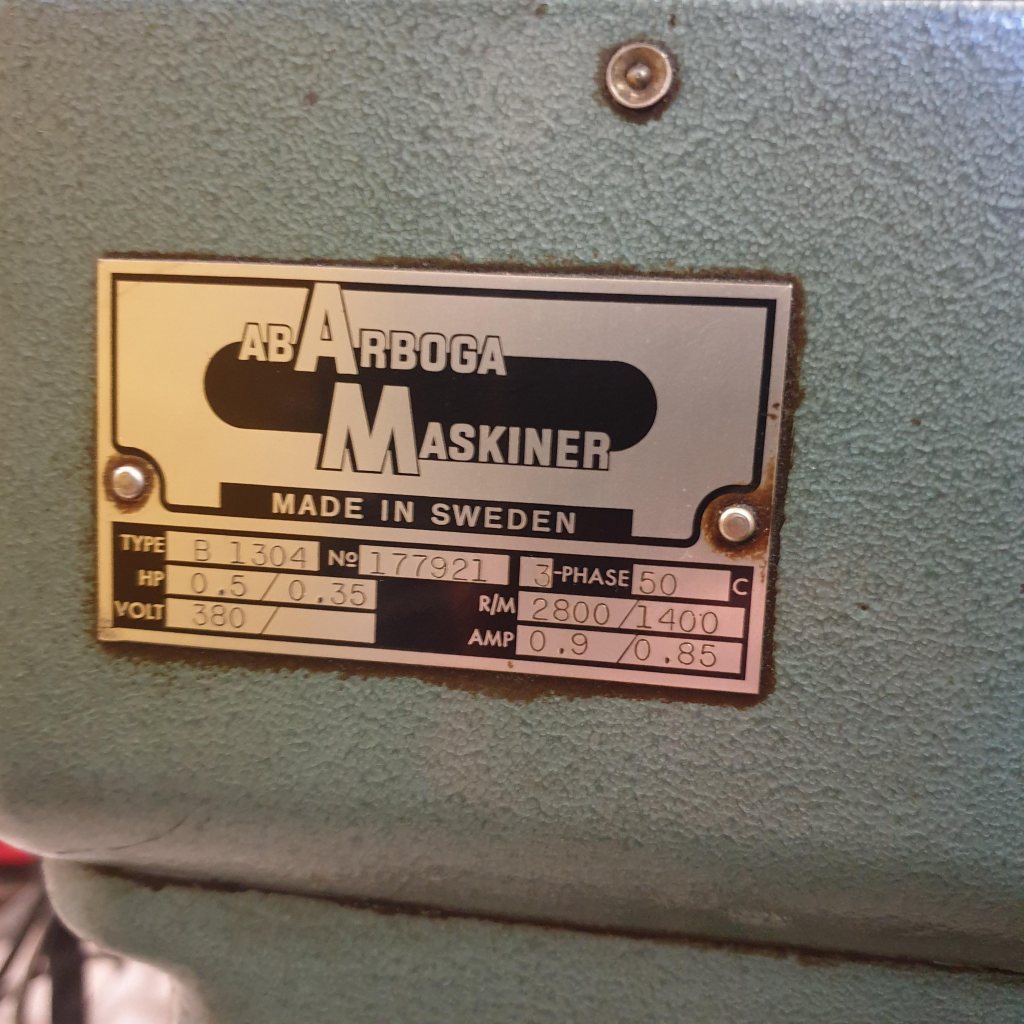 AB ARBOGA
MASKINER
MADE IN SWEDEN
TYPE B 1304 Nº 177921 3-PHASE 50 C
HP 0.5 / 0.35 R/M 2800/1400
VOLT 380 / AMP 0.9 /0.85